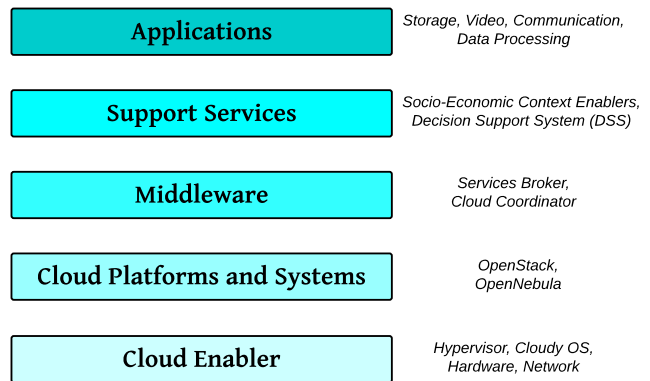 Applications
Storage, Video, Communication,
Data Processing
Support Services
Socio-Economic Context Enablers,
Decision Support System (DSS)
Middleware
Services Broker,
Cloud Coordinator
Cloud Platforms and Systems
OpenStack,
OpenNebula
Cloud Enabler
Hypervisor, Cloudy OS,
Hardware, Network